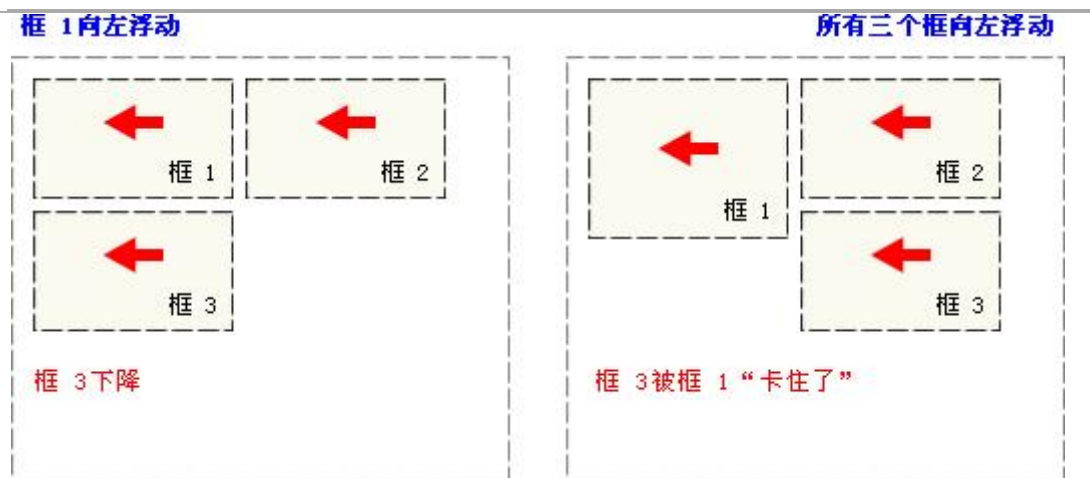 框 1向左浮动
所有三个框向左浮动
框 1
框 2
框 3
框 3下降
框 1
框 2
框 3
框 3被框 1“卡住了”